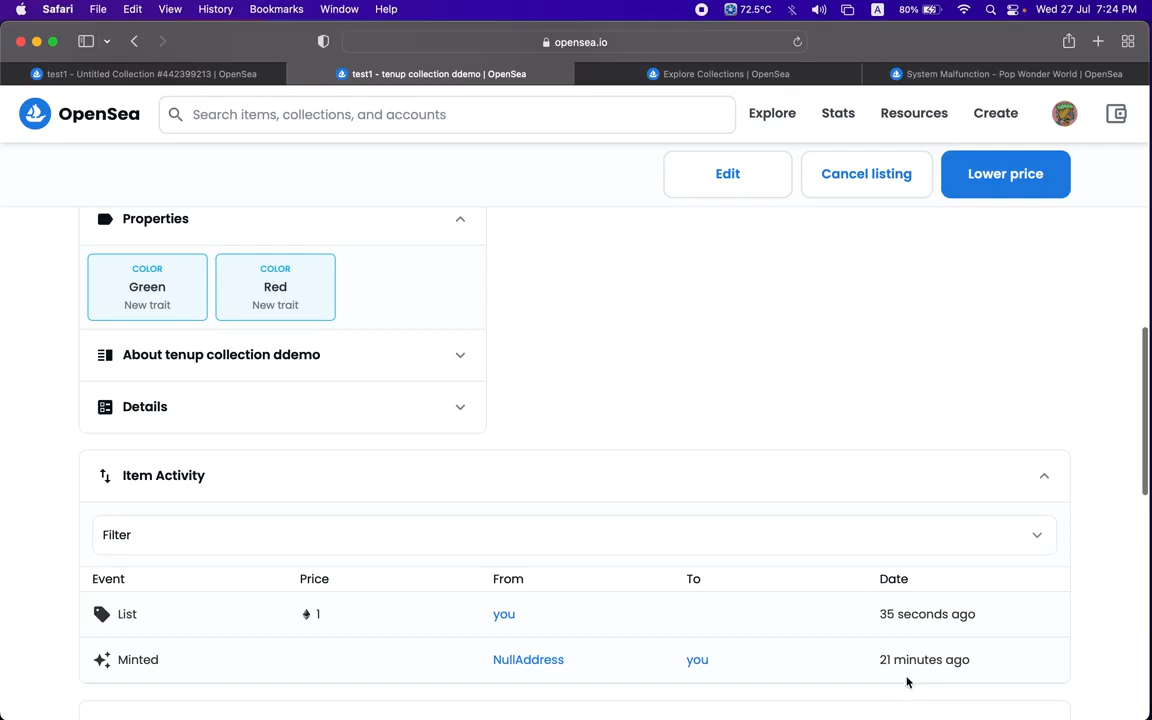 Safari File Edit View History Bookmarks Window Help 72.5°C A 80% Wed 27 Jul 7:24 PM
opensea.io
test1 - Untitled Collection #442399213 | OpenSea test1 - tenup collection ddemo | OpenSea Explore Collections | OpenSea System Malfunction - Pop Wonder World | OpenSea
OpenSea Search items, collections, and accounts Explore Stats Resources Create
Edit Cancel listing Lower price
Properties
COLOR COLOR
Green Red
New trait New trait
About tenup collection ddemo
Details
Item Activity
Filter
Event Price From To Date
List 1 you 35 seconds ago
Minted NullAddress you 21 minutes ago